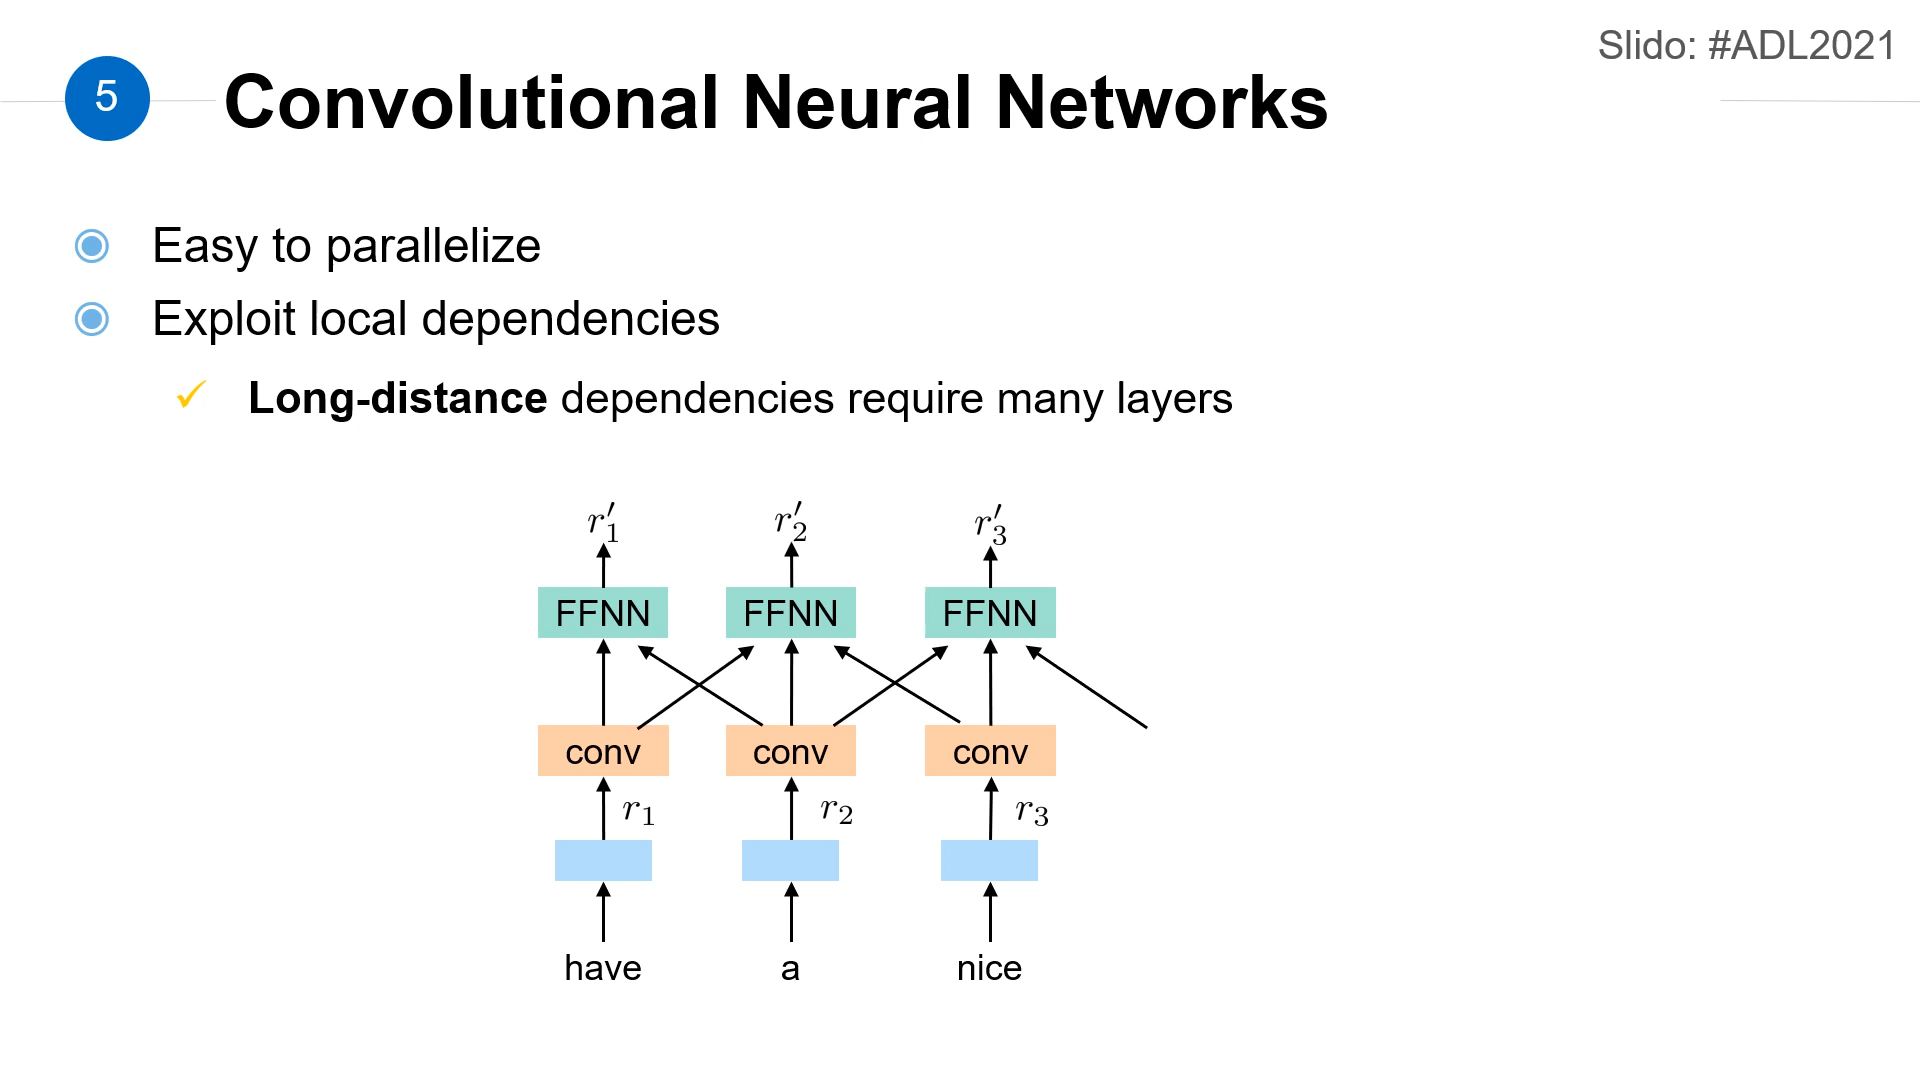 Slido: #ADL2021
5
Convolutional Neural Networks
Easy to parallelize
Exploit local dependencies
Long-distance dependencies require many layers
r′₁ r′₂ r′₃
FFNN FFNN FFNN
conv conv conv
r₁ r₂ r₃
have a nice